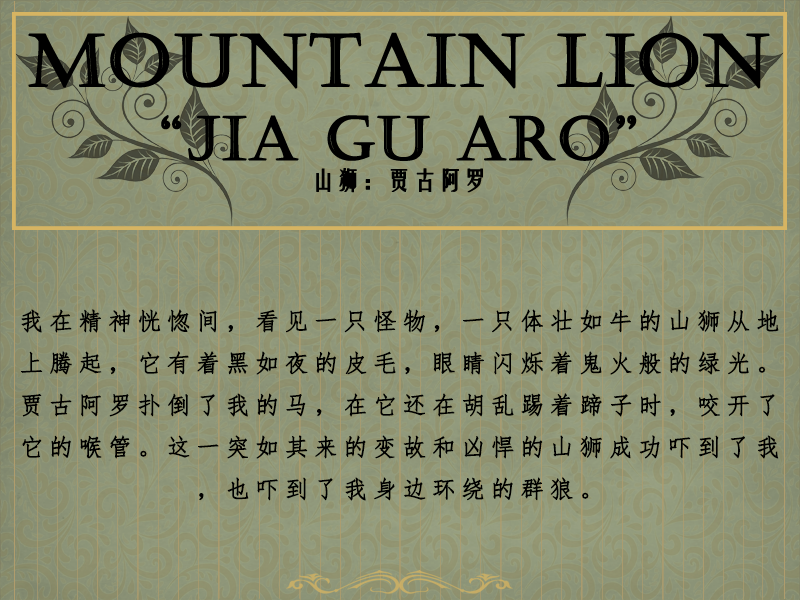 MOUNTAIN LION
“JIA GU ARO”
山狮：贾古阿罗
我在精神恍惚间，看见一只怪物，一只体壮如牛的山狮从地
上腾起，它有着黑如夜的皮毛，眼睛闪烁着鬼火般的绿光。
贾古阿罗扑倒了我的马，在它还在胡乱踢着蹄子时，咬开了
它的喉管。这一突如其来的变故和凶悍的山狮成功吓到了我
，也吓到了我身边环绕的群狼。